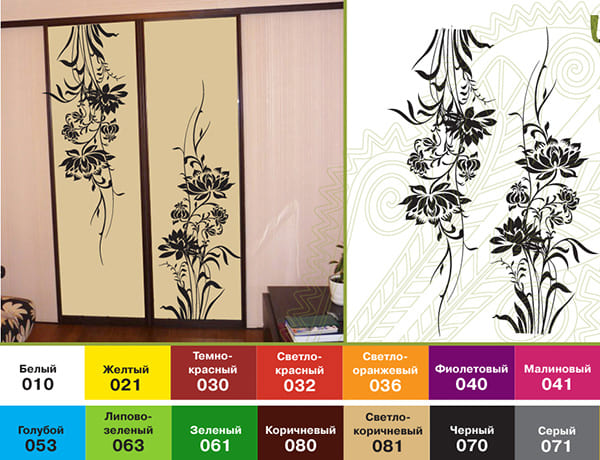 Белый
010
Желтый
021
Темно-
красный
030
Светло-
красный
032
Светло-
оранжевый
036
Фиолетовый
040
Малиновый
041
Голубой
053
Липово-
зеленый
063
Зеленый
061
Коричневый
080
Светло-
коричневый
081
Черный
070
Серый
071